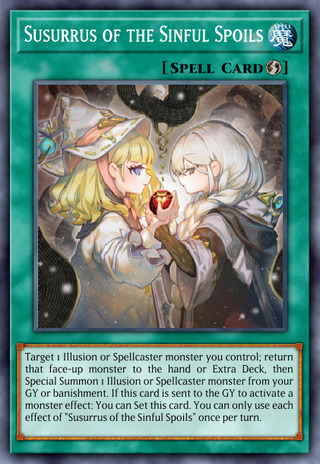 Susurrus of the Sinful Spoils
魔
[Spell Card]
Target 1 Illusion or Spellcaster monster you control; return
that face-up monster to the hand or Extra Deck, then
Special Summon 1 Illusion or Spellcaster monster from your
GY or banishment. If this card is sent to the GY to activate a
monster effect: You can Set this card. You can only use each
effect of "Susurrus of the Sinful Spoils" once per turn.